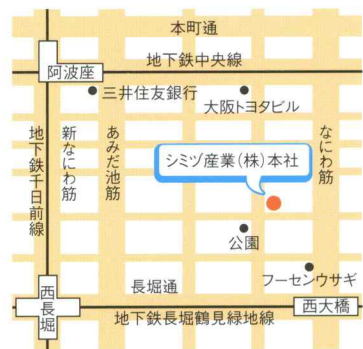 本町通
地下鉄中央線
阿波座
三井住友銀行
大阪トヨタビル
地下鉄千日前線
新なにわ筋
あみだ池筋
なにわ筋
シミヅ産業(株)本社
公園
フーセンウサギ
西長堀
長堀通
西大橋
地下鉄長堀鶴見緑地線